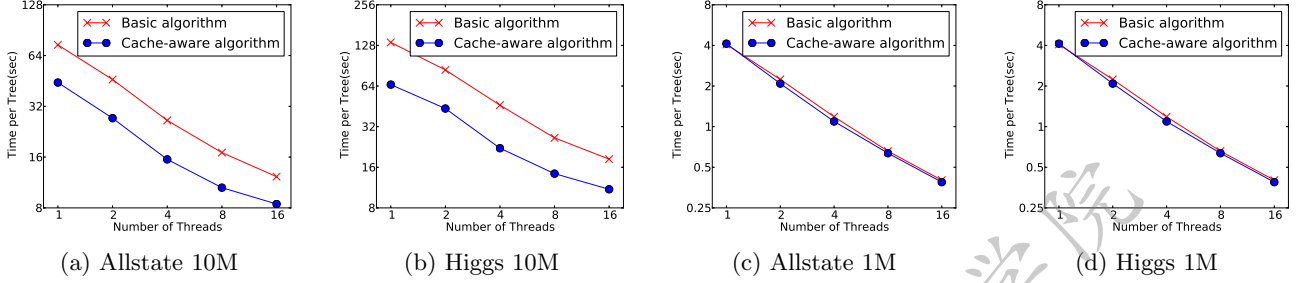 128
64
32
16
8
Time per Tree(sec)
Basic algorithm
Cache-aware algorithm
1 2 4 8 16
Number of Threads
(a) Allstate 10M
256
128
64
32
16
8
Time per Tree(sec)
Basic algorithm
Cache-aware algorithm
1 2 4 8 16
Number of Threads
(b) Higgs 10M
8
4
2
1
0.5
0.25
Time per Tree(sec)
Basic algorithm
Cache-aware algorithm
1 2 4 8 16
Number of Threads
(c) Allstate 1M
8
4
2
1
0.5
0.25
Time per Tree(sec)
Basic algorithm
Cache-aware algorithm
1 2 4 8 16
Number of Threads
(d) Higgs 1M
学院